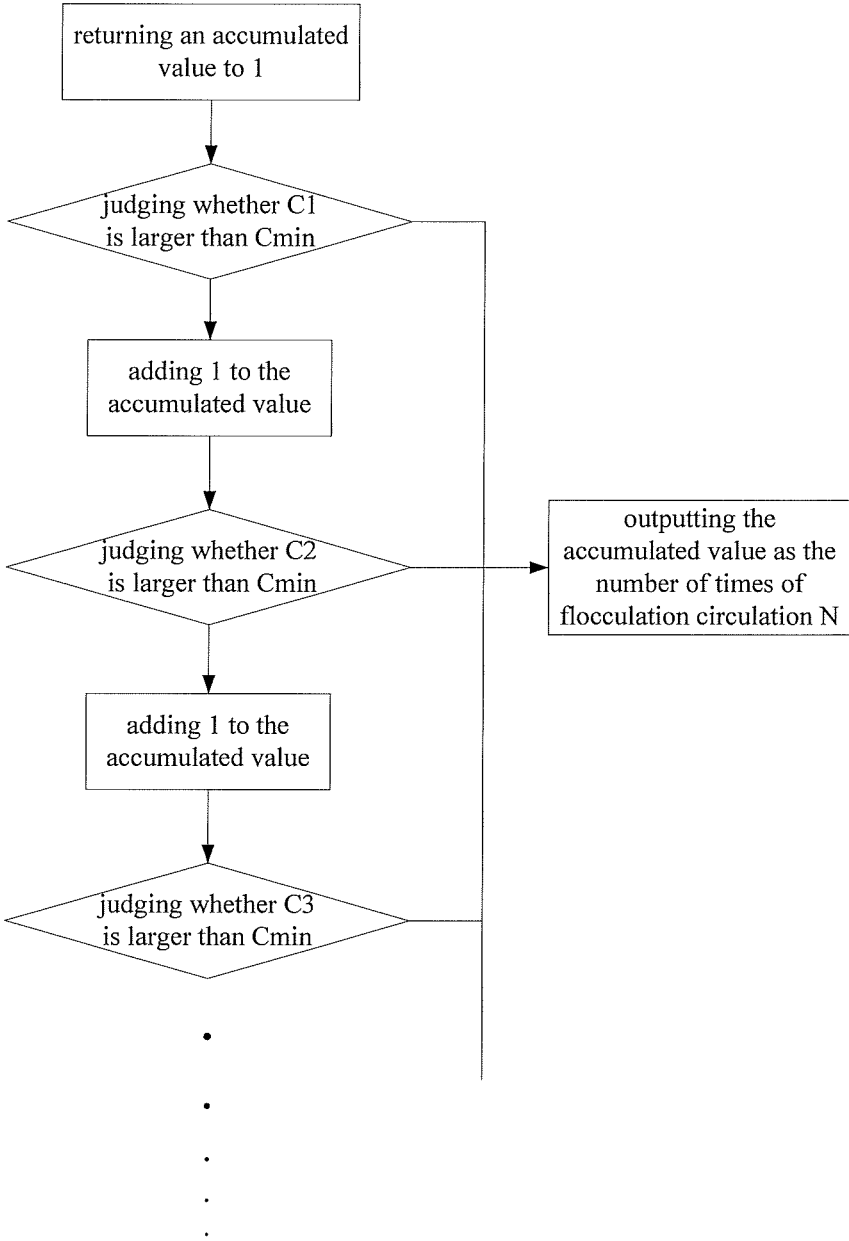 returning an accumulated
value to 1
judging whether C1
is larger than Cmin
adding 1 to the
accumulated value
judging whether C2
is larger than Cmin
outputting the
accumulated value as the
number of times of
flocculation circulation N
adding 1 to the
accumulated value
judging whether C3
is larger than Cmin